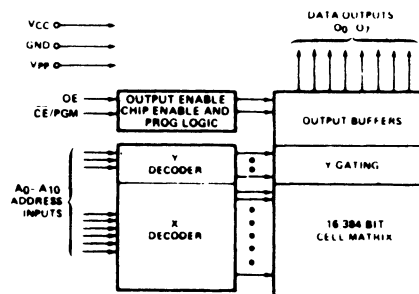 VCC
GND
VPP
DATA OUTPUTS
O0 O7
OE
CE/PGM
OUTPUT ENABLE
CHIP ENABLE AND
PROG LOGIC
OUTPUT BUFFERS
Y
DECODER
Y GATING
A0- A10
ADDRESS
INPUTS
X
DECODER
16 384 BIT
CELL MATRIX